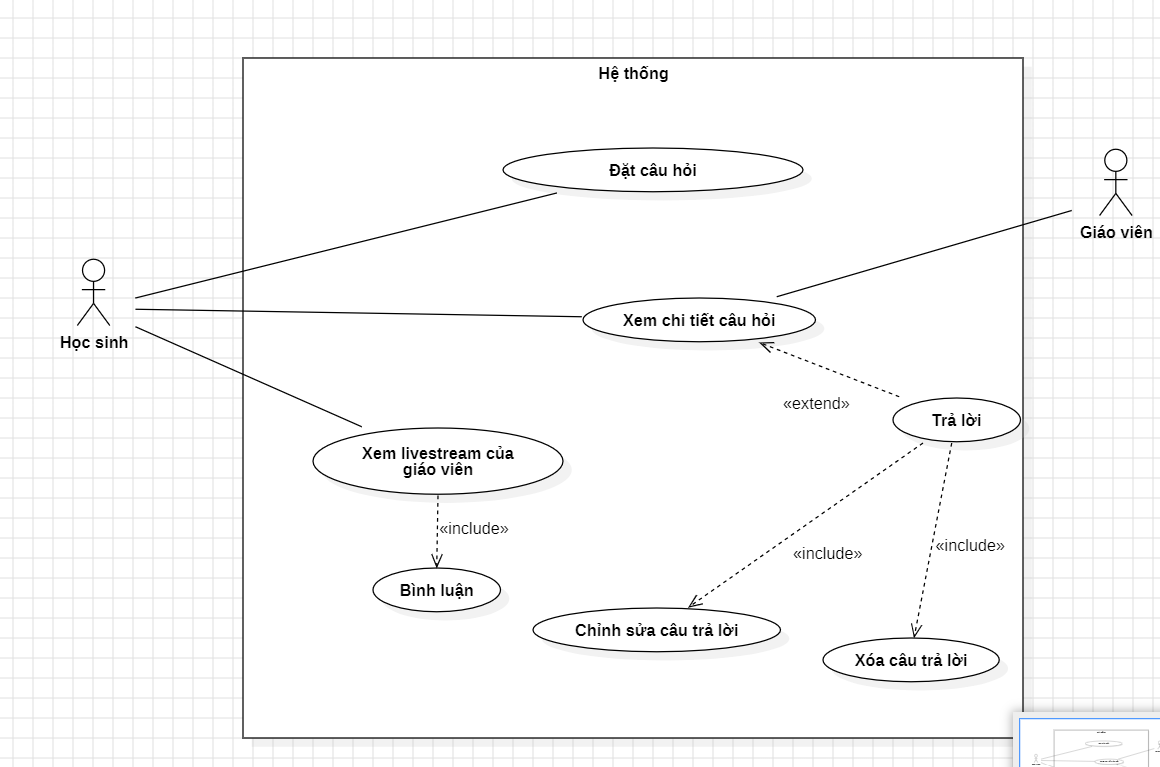 Hệ thống
Đặt câu hỏi
Giáo viên
Xem chi tiết câu hỏi
Học sinh
«extend»
Trả lời
Xem livestream của
giáo viên
«include»
«include»
«include»
Bình luận
Chỉnh sửa câu trả lời
Xóa câu trả lời